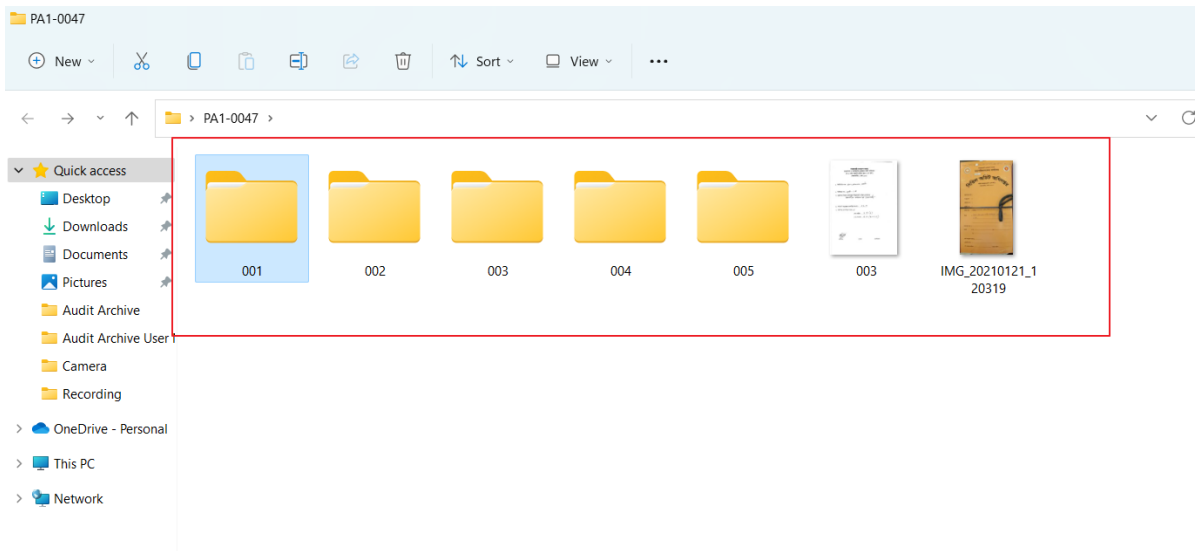 PA1-0047
New
Sort
View
PA1-0047
Quick access
Desktop
Downloads
Documents
Pictures
Audit Archive
Audit Archive User
Camera
Recording
OneDrive - Personal
This PC
Network
001
002
003
004
005
003
IMG_20210121_1
20319